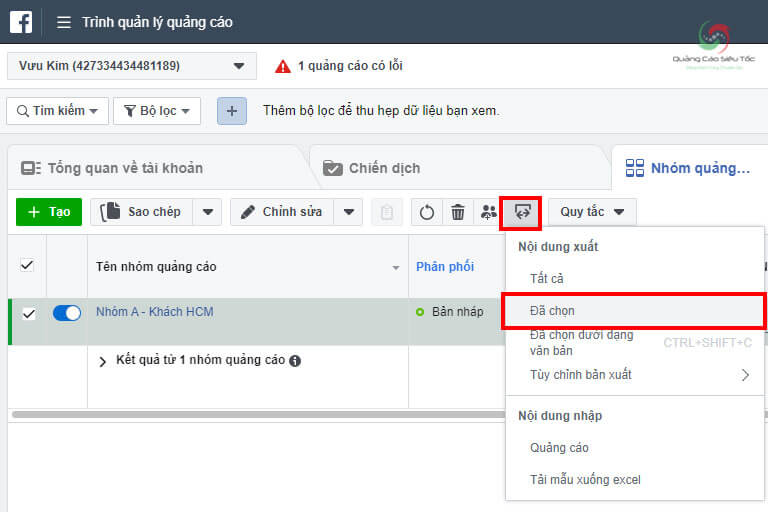 Trình quản lý quảng cáo
Quảng Cáo Siêu Tốc
Vưu Kim (427334434481189)
1 quảng cáo có lỗi
Tìm kiếm
Bộ lọc
+
Thêm bộ lọc để thu hẹp dữ liệu bạn xem.
Tổng quan về tài khoản
Chiến dịch
Nhóm quảng...
+ Tạo
Sao chép
Chỉnh sửa
Quy tắc
Tên nhóm quảng cáo
Phân phối
Nhóm A - Khách HCM
Bản nháp
Kết quả từ 1 nhóm quảng cáo
Nội dung xuất
Tất cả
Đã chọn
Đã chọn dưới dạng
văn bản
CTRL+SHIFT+C
Tùy chỉnh bản xuất
Nội dung nhập
Quảng cáo
Tải mẫu xuống excel